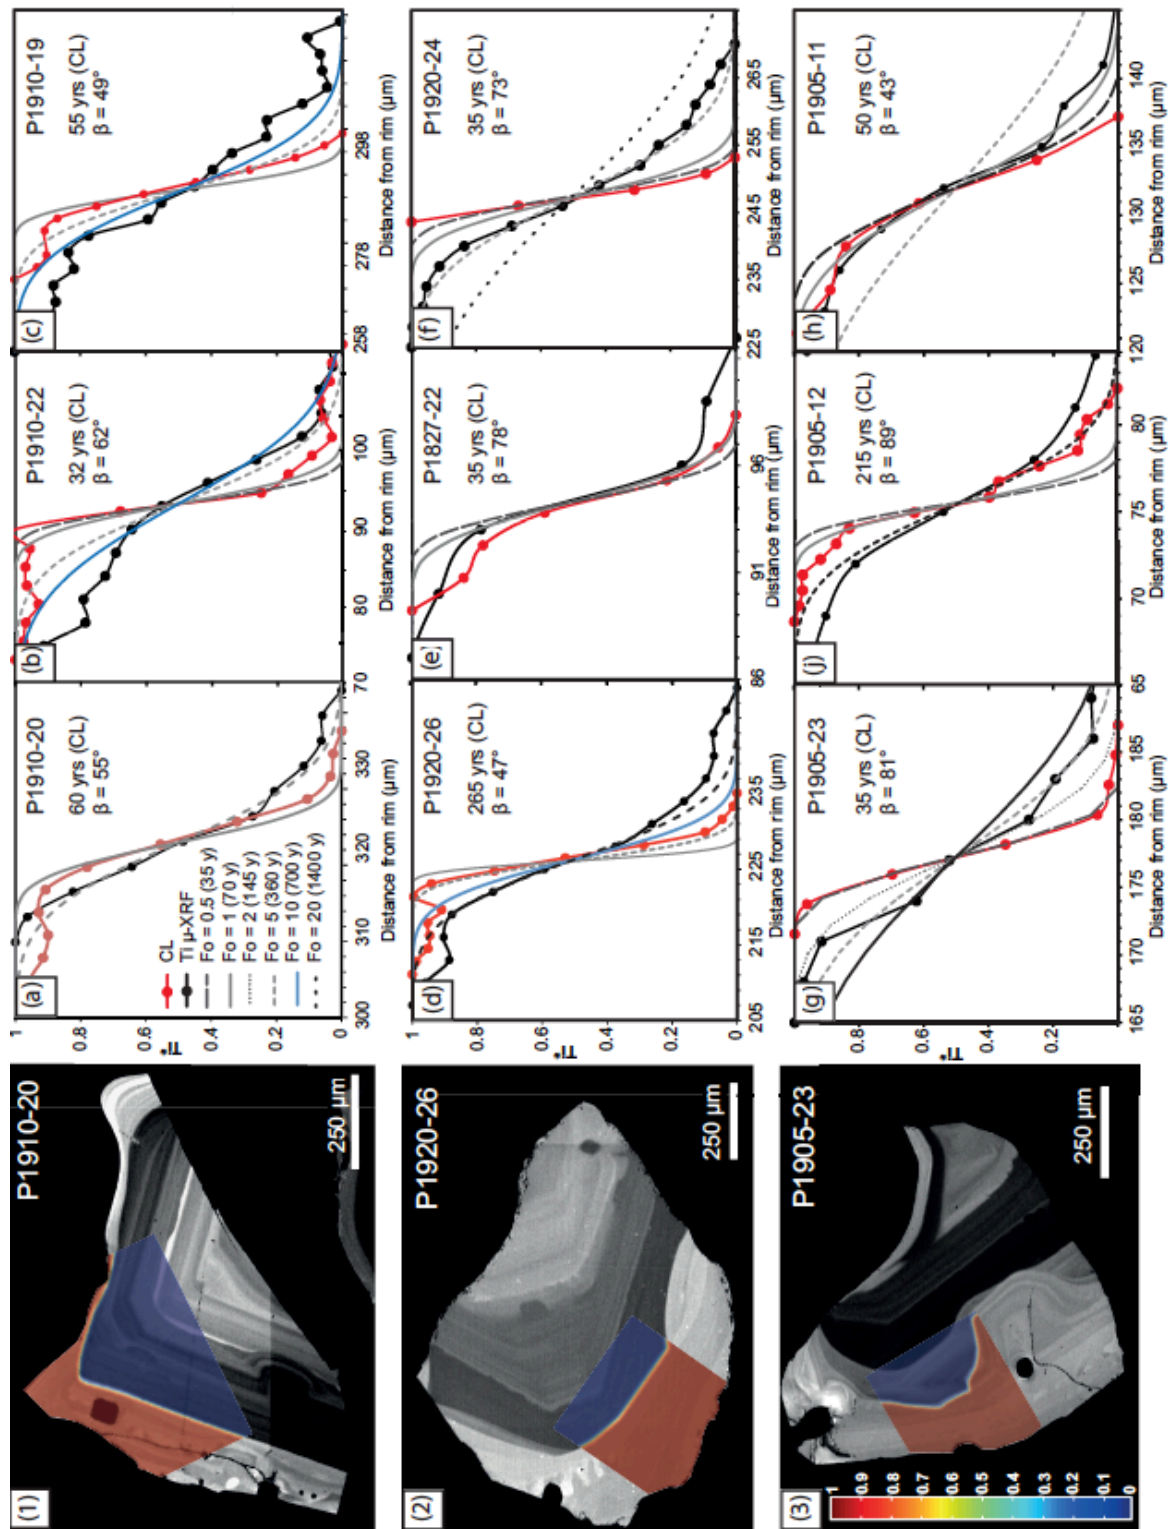 (1)
P1910-20
250 µm
(a)
P1910-20
60 yrs (CL)
β = 55°
CL
Ti µ-XRF
Fo = 0.5 (35 y)
Fo = 1 (70 y)
Fo = 2 (145 y)
Fo = 5 (360 y)
Fo = 10 (700 y)
Fo = 20 (1400 y)
1
0.8
0.6
0.4
0.2
0
Ti*
300 310 320 330
Distance from rim (µm)
(b)
P1910-22
32 yrs (CL)
β = 62°
70 80 90 100
Distance from rim (µm)
(c)
P1910-19
55 yrs (CL)
β = 49°
258 278 298
Distance from rim (µm)
(2)
P1920-26
250 µm
(d)
P1920-26
265 yrs (CL)
β = 47°
1
0.8
0.6
0.4
0.2
0
Ti*
205 215 225 235
Distance from rim (µm)
(e)
P1827-22
35 yrs (CL)
β = 78°
86 91 96
Distance from rim (µm)
(f)
P1920-24
35 yrs (CL)
β = 73°
225 235 245 255 265
Distance from rim (µm)
(3)
P1905-23
250 µm
1
0.9
0.8
0.7
0.6
0.5
0.4
0.3
0.2
0.1
0
(g)
P1905-23
35 yrs (CL)
β = 81°
0.8
0.6
0.4
0.2
Ti*
165 170 175 180 185
Distance from rim (µm)
(j)
P1905-12
215 yrs (CL)
β = 89°
65 70 75 80
Distance from rim (µm)
(h)
P1905-11
50 yrs (CL)
β = 43°
120 125 130 135 140
Distance from rim (µm)